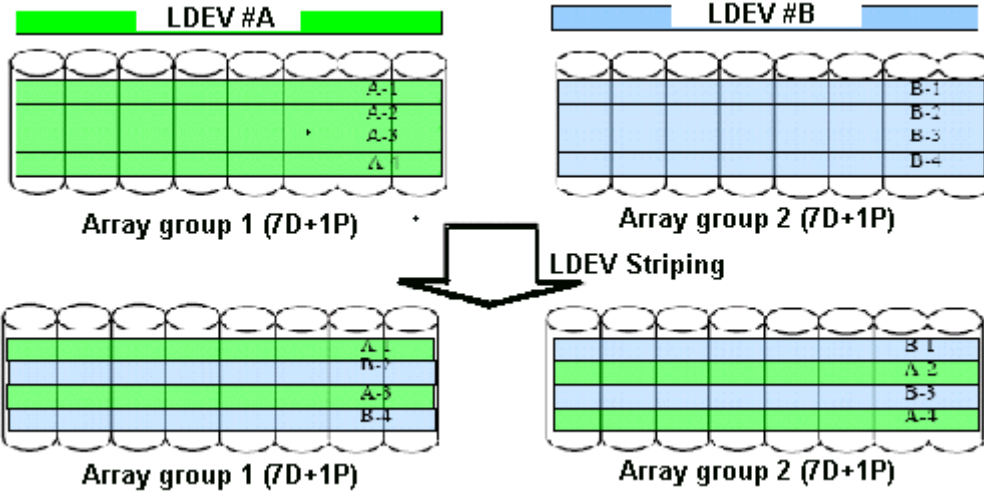 LDEV #A
LDEV #B
A-1
A-2
A-3
A-4
B-1
B-2
B-3
B-4
Array group 1 (7D+1P)
Array group 2 (7D+1P)
LDEV Striping
A-1
B-2
A-3
B-4
B-1
A-2
B-3
A-4
Array group 1 (7D+1P)
Array group 2 (7D+1P)